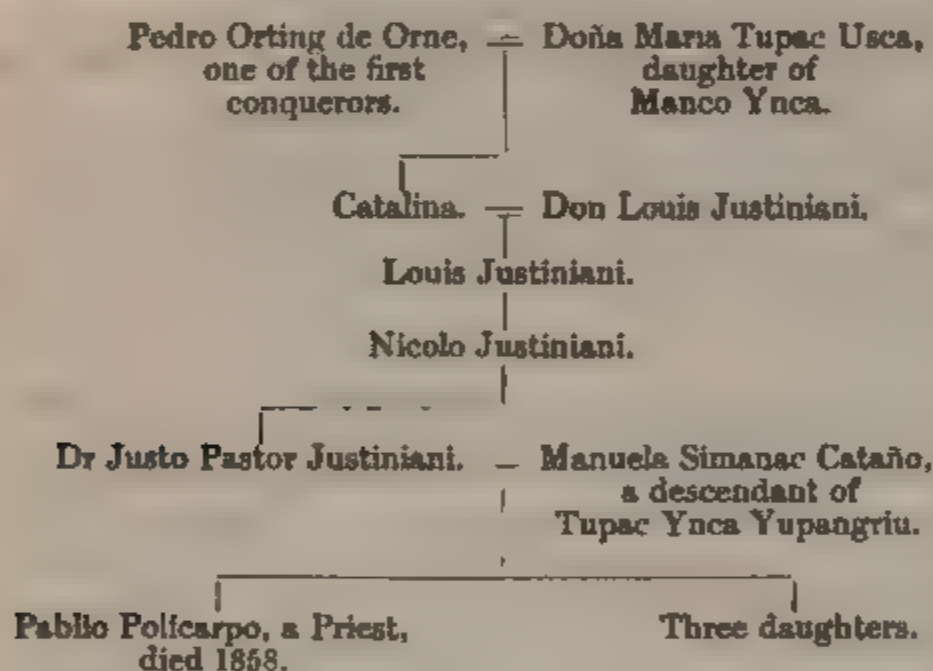 Pedro Orting de Orne, = Doña Maria Tupac Usca,
one of the first daughter of
conquerors. Manco Ynca.
Catalina. = Don Louis Justiniani.
Louis Justiniani.
Nicolo Justiniani.
Dr Justo Pastor Justiniani. — Manuela Simanac Cataño,
a descendant of
Tupac Ynca Yupangriu.
Pablio Policarpo, a Priest, Three daughters.
died 1858.